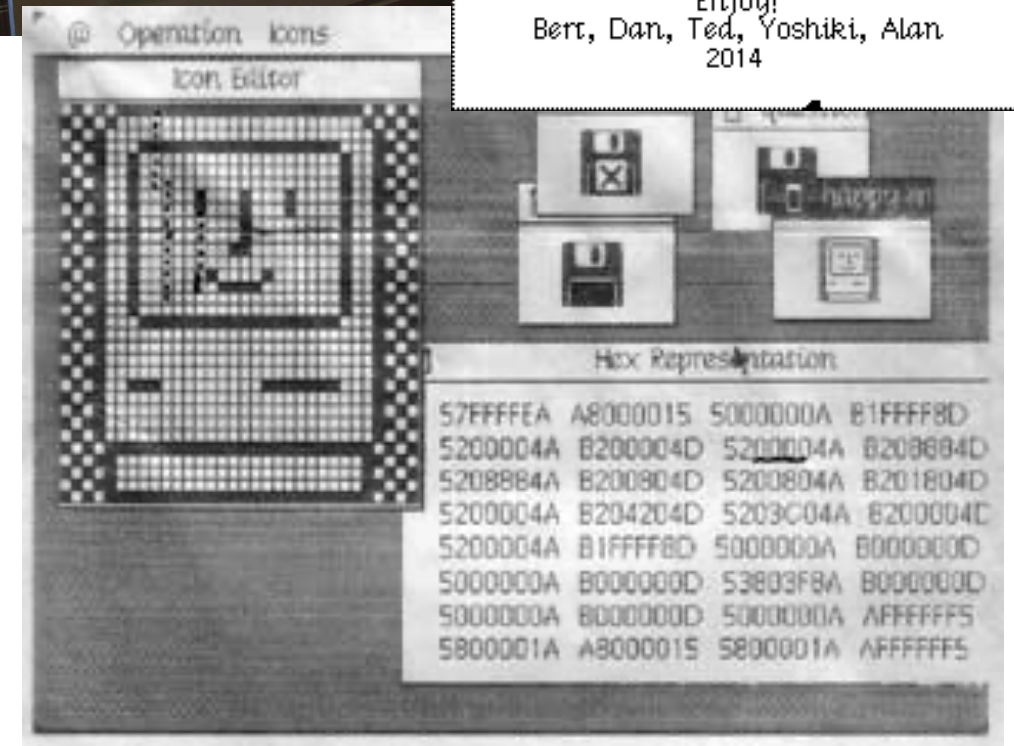 Enjoy!
Bert, Dan, Ted, Yoshiki, Alan
2014
@ Operation Icons
Icon Editor
Hex Representation
57FFFFEA A8000015 5000000A B1FFFF8D
5200004A B200004D 5200004A B208884D
5208884A B200804D 5200804A B201804D
5200004A B204204D 5203C04A B200004D
5200004A B1FFFF8D 5000000A B000000D
5000000A B000000D 53803F8A B000000D
5000000A B000000D 5000000A AFFFFFF5
5800001A A8000015 5800001A AFFFFFF5